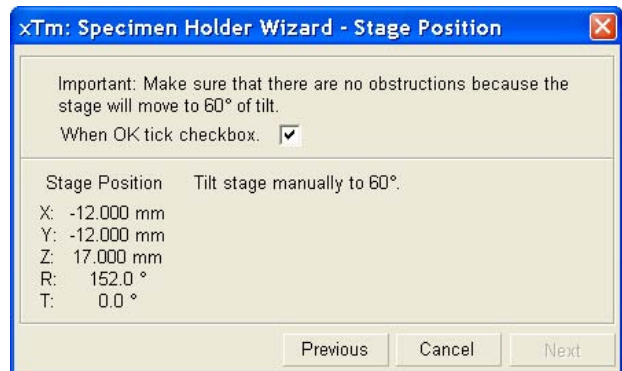 xTm: Specimen Holder Wizard - Stage Position
Important: Make sure that there are no obstructions because the
stage will move to 60° of tilt.
When OK tick checkbox.
Stage Position Tilt stage manually to 60°.
X: -12.000 mm
Y: -12.000 mm
Z: 17.000 mm
R: 152.0 °
T: 0.0 °
Previous Cancel Next